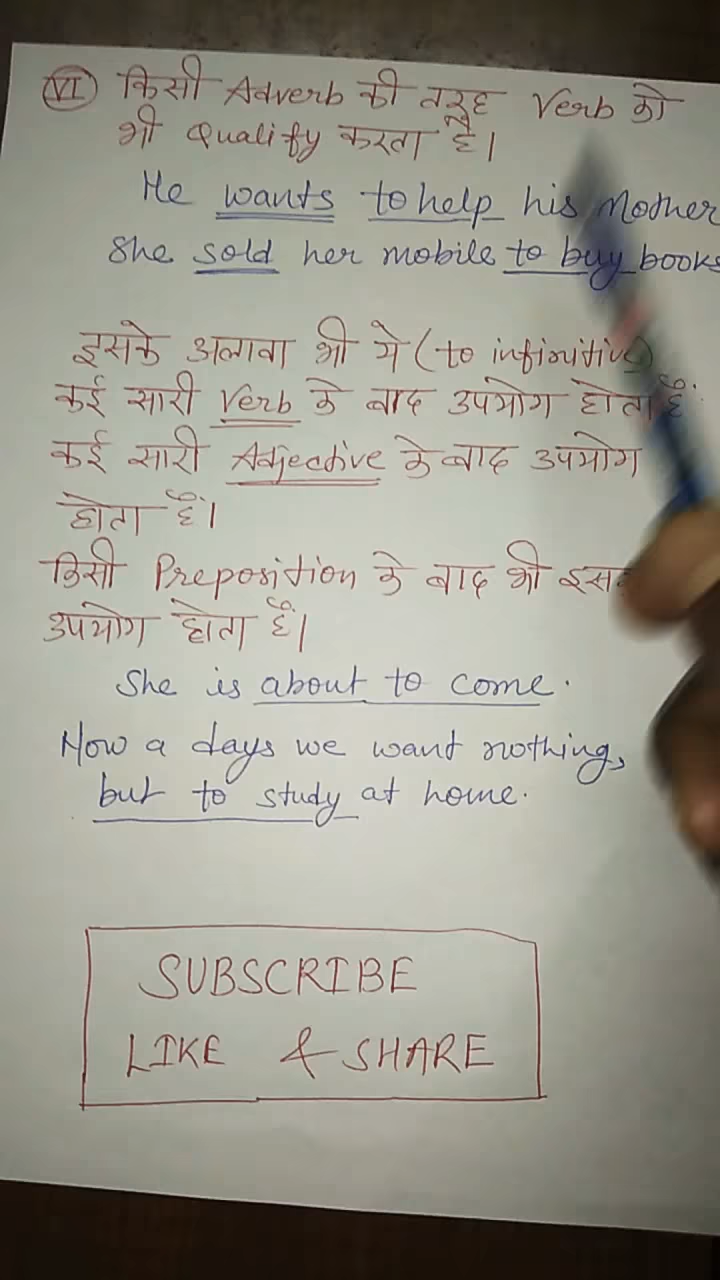 VI किसी Adverb की तरह Verb को
भी Qualify करता है।
He wants to help his Mother
She sold her mobile to buy books
इसके अलावा भी ये (to infinitive)
कई सारी Verb के बाद उपयोग होता हैं
कई सारी Adjective के बाद उपयोग
होता हैं।
किसी Preposition के बाद भी
उपयोग होता हैं।
She is about to come.
Now a days we want nothing,
but to study at home.
SUBSCRIBE
LIKE & SHARE